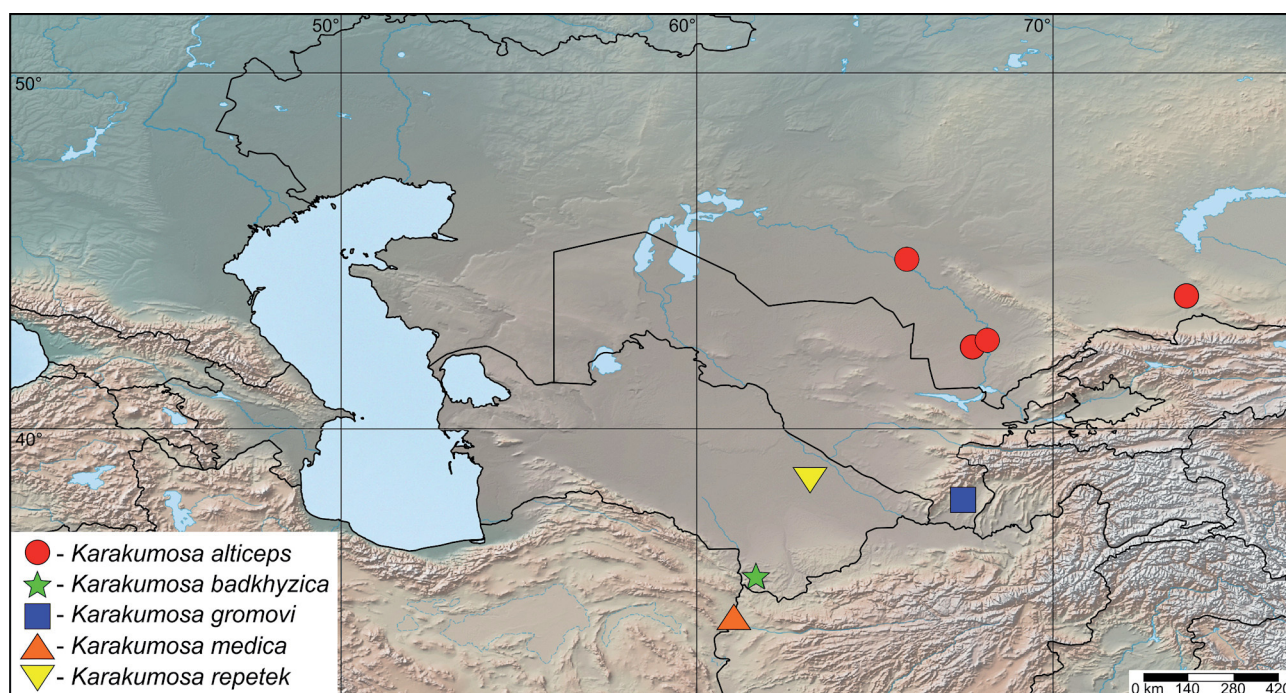 50° 60° 70°
50°
40°
- Karakumosa alticeps
- Karakumosa badkhyzica
- Karakumosa gromovi
- Karakumosa medica
- Karakumosa repetek
0 km 140 280 420